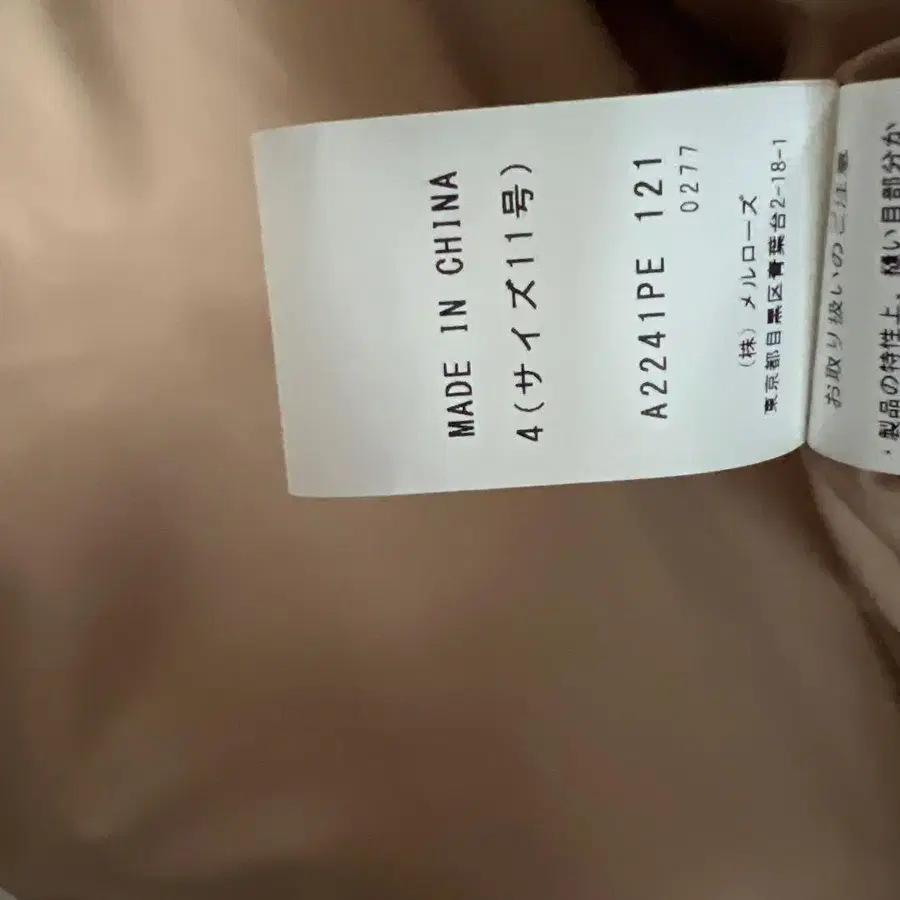 MADE IN CHINA
4(サイズ11号)
A2241PE 121
0277
(株)メルローズ
東京都目黒区青葉台2-18-1
お取り扱いのご注意
・製品の特性上、縫い目部分か